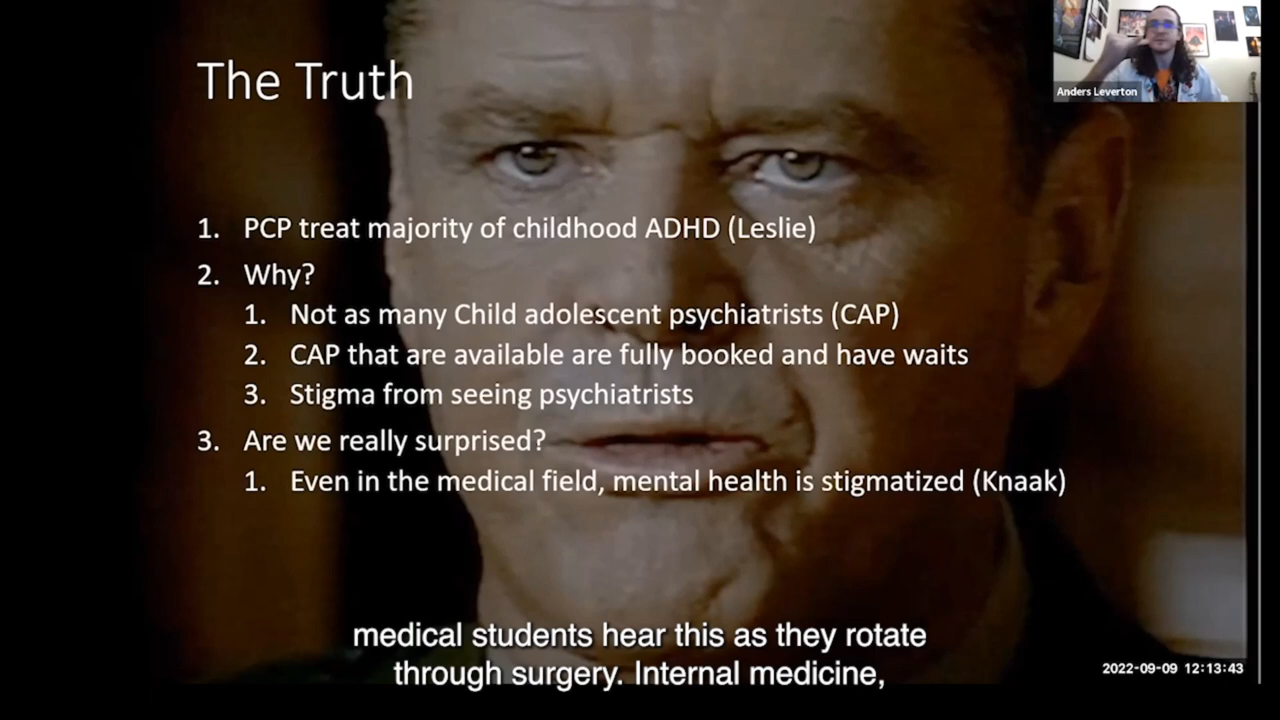 The Truth
Anders Leverton
1. PCP treat majority of childhood ADHD (Leslie)
2. Why?
1. Not as many Child adolescent psychiatrists (CAP)
2. CAP that are available are fully booked and have waits
3. Stigma from seeing psychiatrists
3. Are we really surprised?
1. Even in the medical field, mental health is stigmatized (Knaak)
medical students hear this as they rotate
through surgery. Internal medicine,
2022-09-09 12:13:43